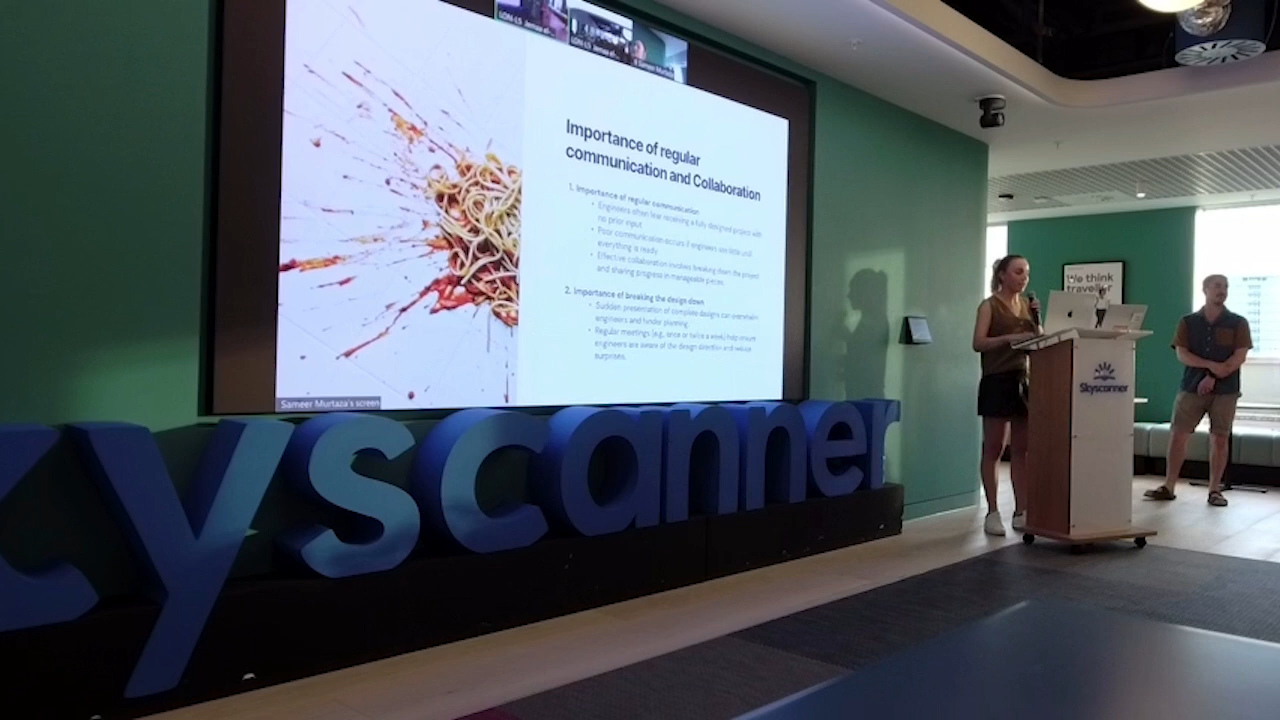 Importance of regular
communication and Collaboration
1. Importance of regular communication
• Engineers often fear receiving a fully designed project with
no prior input
• Poor communication occurs if engineers see little until
everything is ready.
• Effective collaboration involves breaking down the project
and sharing progress in manageable pieces.
2. Importance of breaking the design down
• Sudden presentation of complete designs can overwhelm
engineers and hinder planning
• Regular meetings (e.g., once or twice a week) help ensure
engineers are aware of the design direction and reduce
surprises.
Sameer Murtaza's screen
skyscanner
We think
traveller
Skyscanner